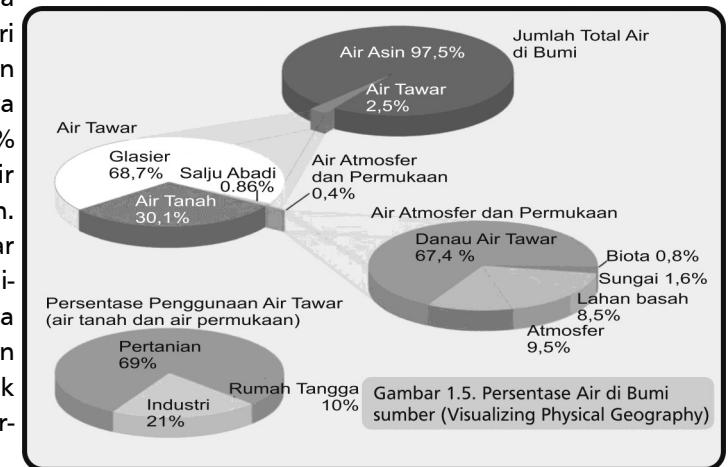 ri
n
a
%
ir
n.
ar
i-
a
n
k
r-
Jumlah Total Air
di Bumi
Air Asin 97,5%
Air Tawar
2,5%
Air Tawar
Glasier
68,7%
Salju Abadi
0.86%
Air Tanah
30,1%
Air Atmosfer
dan Permukaan
0,4%
Air Atmosfer dan Permukaan
Danau Air Tawar
67,4 %
Biota 0,8%
Sungai 1,6%
Lahan basah
8,5%
Atmosfer
9,5%
Persentase Penggunaan Air Tawar
(air tanah dan air permukaan)
Pertanian
69%
Rumah Tangga
10%
Industri
21%
Gambar 1.5. Persentase Air di Bumi
sumber (Visualizing Physical Geography)